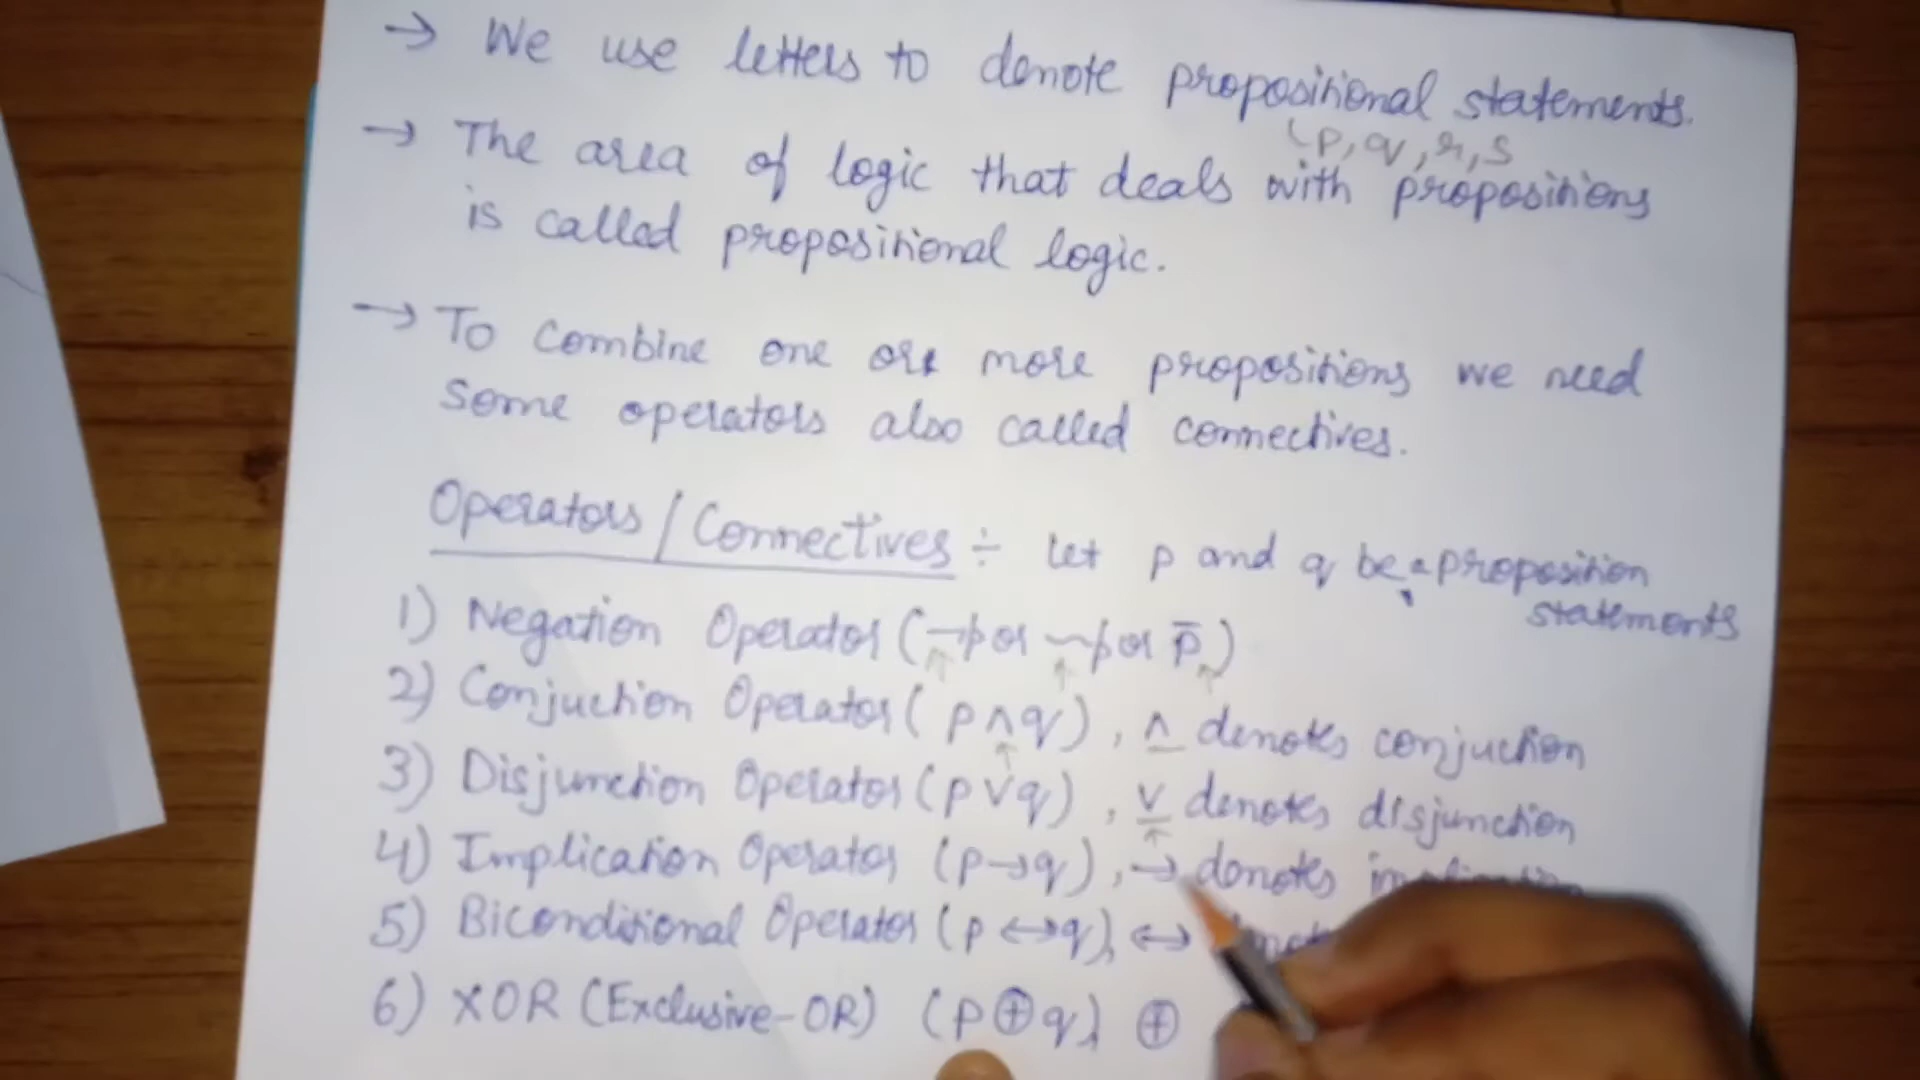 → We use letters to denote propositional statements.
(p, q, r, s
→ The area of logic that deals with propositions
is called propositional logic.
→ To combine one or more propositions we need
some operators also called connectives.
Operators / Connectives ÷ let p and q be a proposition
statements
1) Negation Operator (¬p or ~p or p̄)
2) Conjuction Operator (p ∧ q), ∧ denotes conjuction
3) Disjunction Operator (p ∨ q), ∨ denotes disjunction
4) Implication Operator (p → q), → denotes
5) Biconditional Operator (p ↔ q), ↔
6) XOR (Exclusive-OR) (p ⊕ q), ⊕